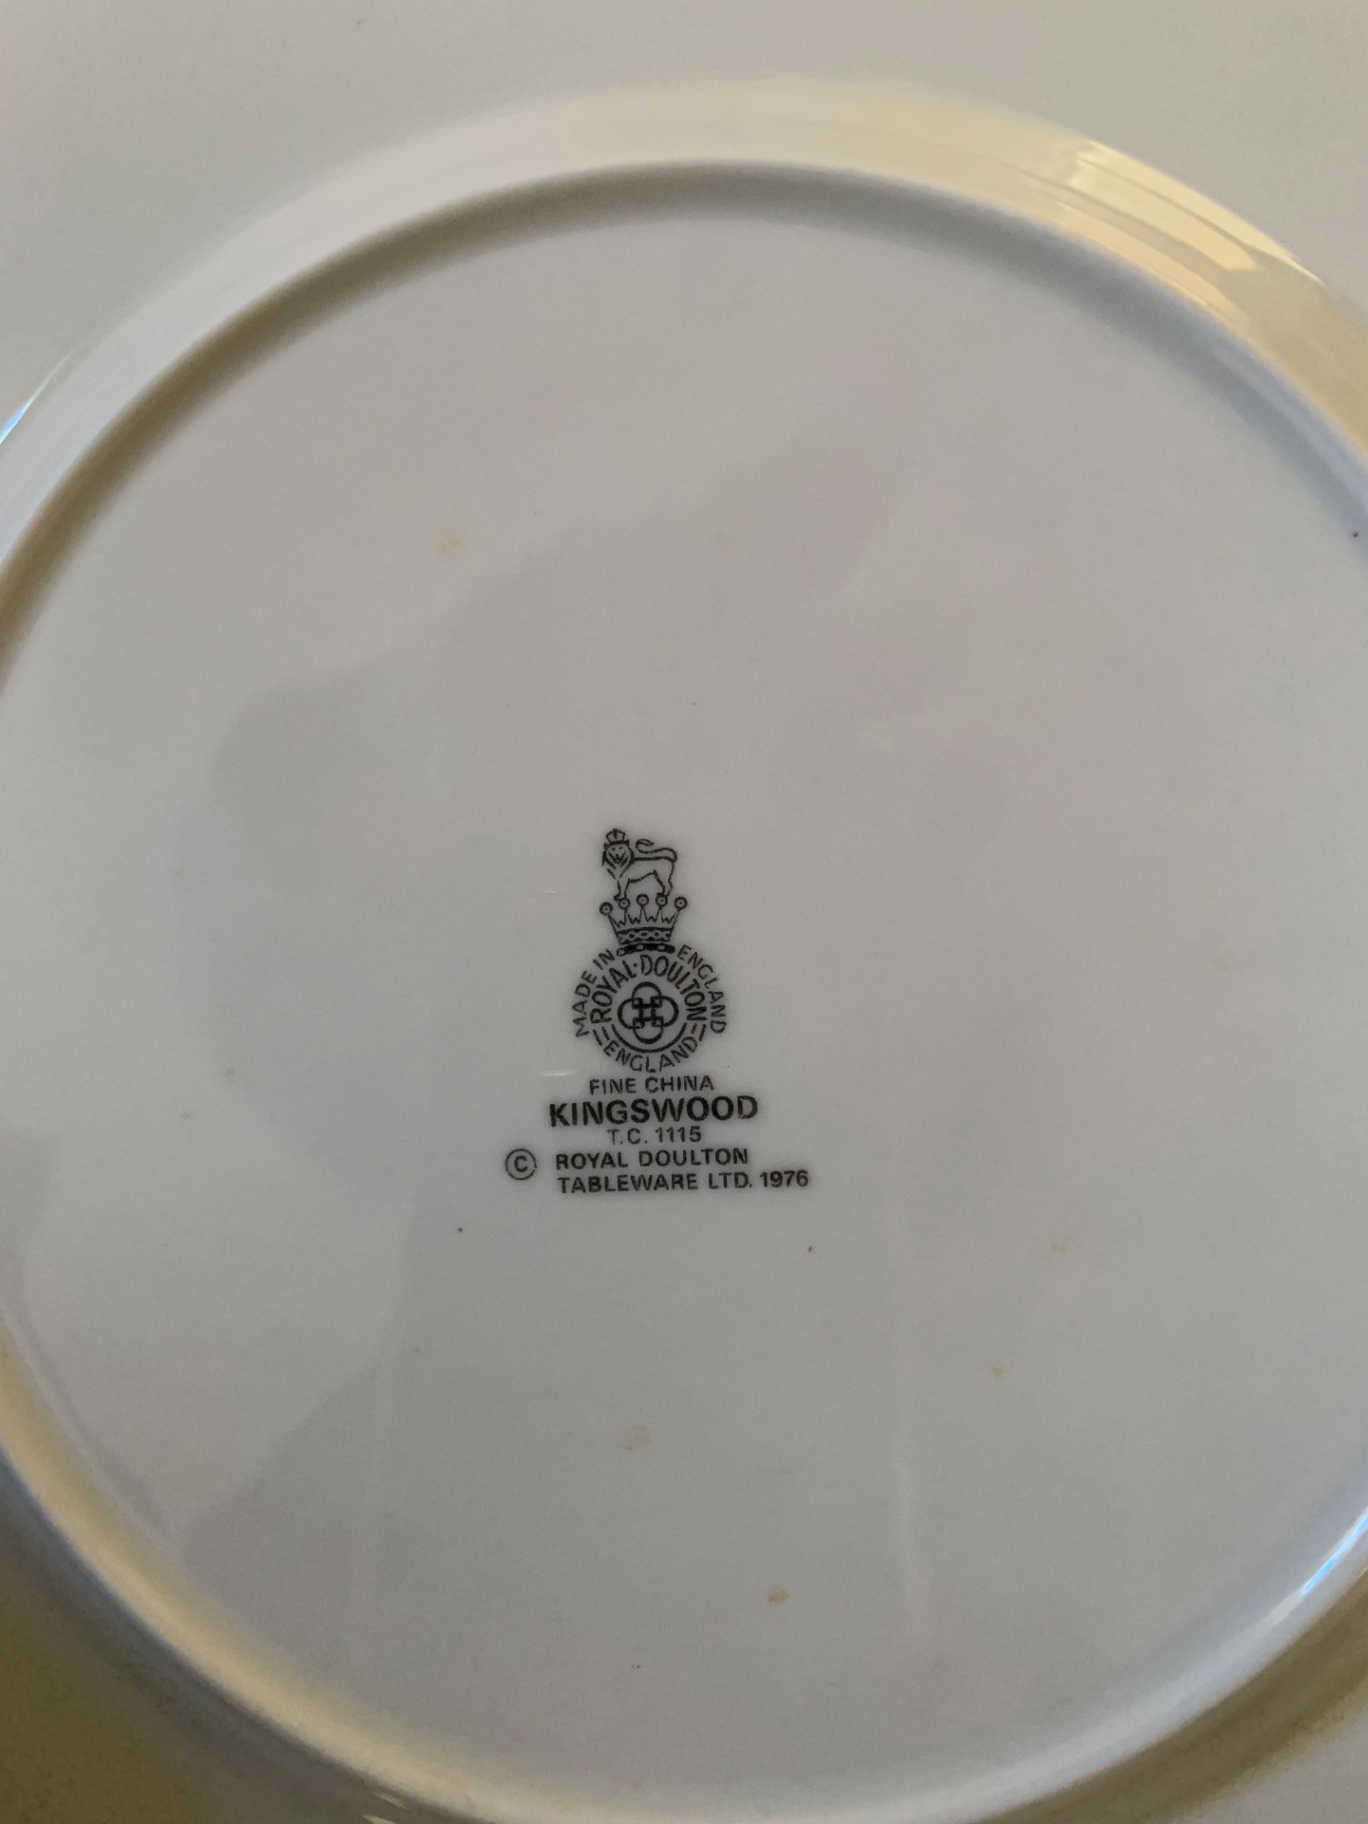 MADE IN ENGLAND
ROYAL·DOULTON
ENGLAND
FINE CHINA
KINGSWOOD
T.C. 1115
© ROYAL DOULTON
TABLEWARE LTD. 1976